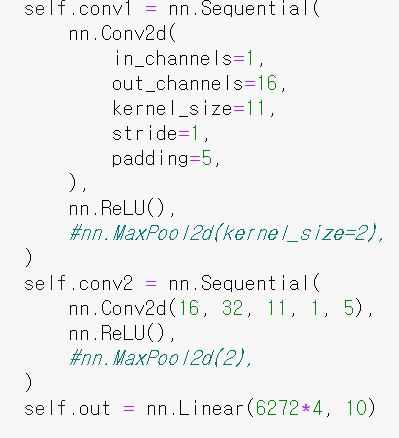 self.conv1 = nn.Sequential(
    nn.Conv2d(
        in_channels=1,
        out_channels=16,
        kernel_size=11,
        stride=1,
        padding=5,
    ),
    nn.ReLU(),
    #nn.MaxPool2d(kernel_size=2),
)
self.conv2 = nn.Sequential(
    nn.Conv2d(16, 32, 11, 1, 5),
    nn.ReLU(),
    #nn.MaxPool2d(2),
)
self.out = nn.Linear(6272*4, 10)